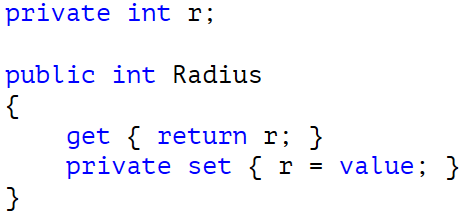 private int r;
public int Radius
{
    get { return r; }
    private set { r = value; }
}